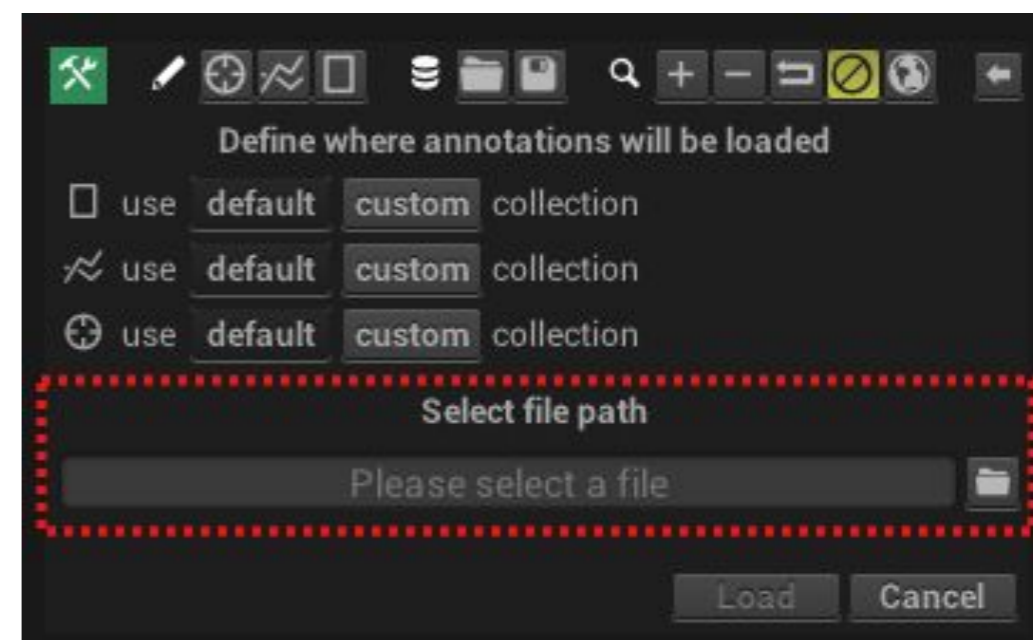 Define where annotations will be loaded
use default custom collection
use default custom collection
use default custom collection
Select file path
Please select a file
Load Cancel